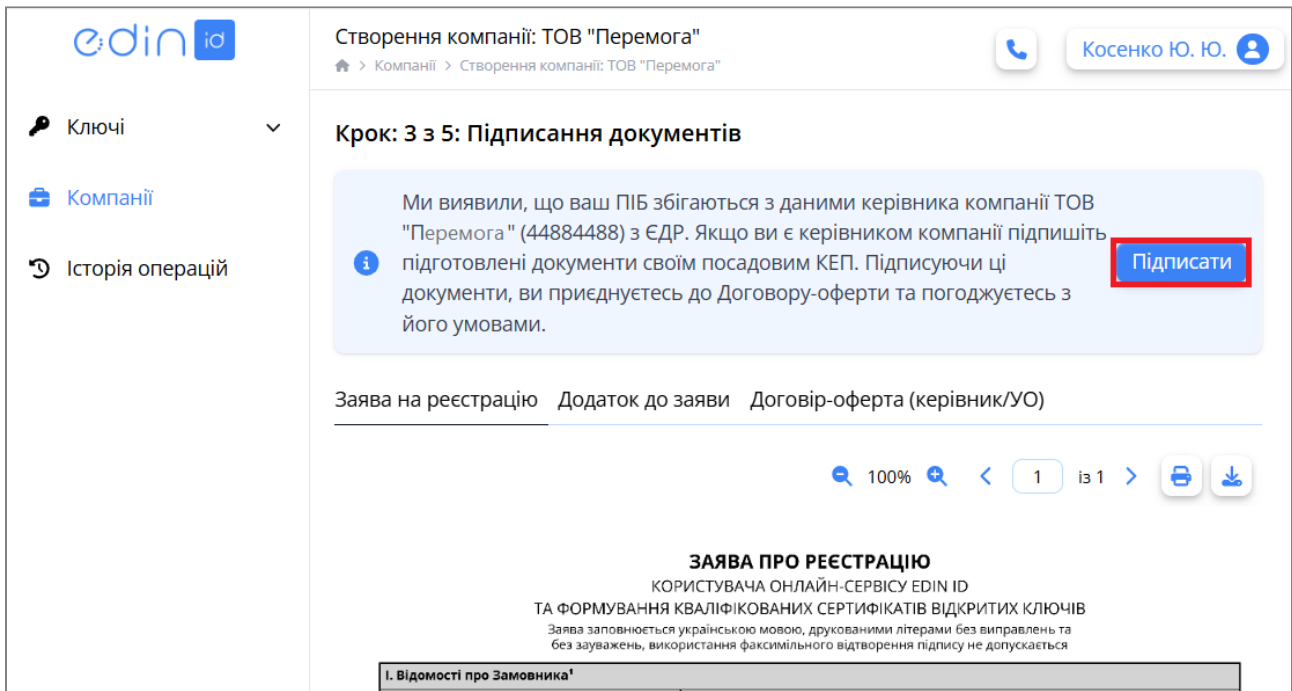 edin id
Створення компанії: ТОВ "Перемога"
Компанії > Створення компанії: ТОВ "Перемога"
Косенко Ю. Ю.
Ключі
Компанії
Історія операцій
Крок: 3 з 5: Підписання документів
Ми виявили, що ваш ПІБ збігаються з даними керівника компанії ТОВ
"Перемога" (44884488) з ЄДР. Якщо ви є керівником компанії підпишіть
підготовлені документи своїм посадовим КЕП. Підписуючи ці
документи, ви приєднуєтесь до Договору-оферти та погоджуєтесь з
його умовами.
Підписати
Заява на реєстрацію Додаток до заяви Договір-оферта (керівник/УО)
100% 1 із 1
ЗАЯВА ПРО РЕЄСТРАЦІЮ
КОРИСТУВАЧА ОНЛАЙН-СЕРВІСУ EDIN ID
ТА ФОРМУВАННЯ КВАЛІФІКОВАНИХ СЕРТИФІКАТІВ ВІДКРИТИХ КЛЮЧІВ
Заява заповнюється українською мовою, друкованими літерами без виправлень та
без зауважень, використання факсимільного відтворення підпису не допускається
І. Відомості про Замовника¹